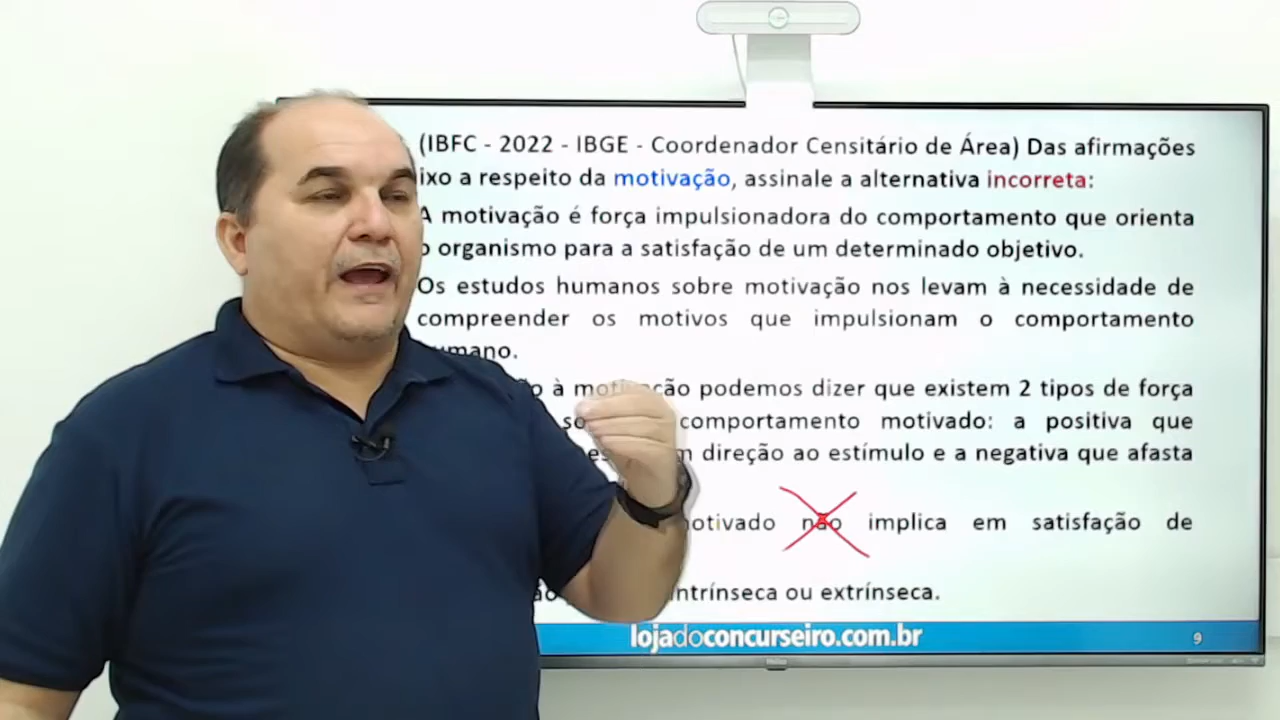 (IBFC - 2022 - IBGE - Coordenador Censitário de Área) Das afirmações
ixo a respeito da motivação, assinale a alternativa incorreta:
A motivação é força impulsionadora do comportamento que orienta
o organismo para a satisfação de um determinado objetivo.
Os estudos humanos sobre motivação nos levam à necessidade de
compreender os motivos que impulsionam o comportamento
umano.
à motivação podemos dizer que existem 2 tipos de força
comportamento motivado: a positiva que
direção ao estímulo e a negativa que afasta
motivado não implica em satisfação de
intrínseca ou extrínseca.
lojadoconcurseiro.com.br
9